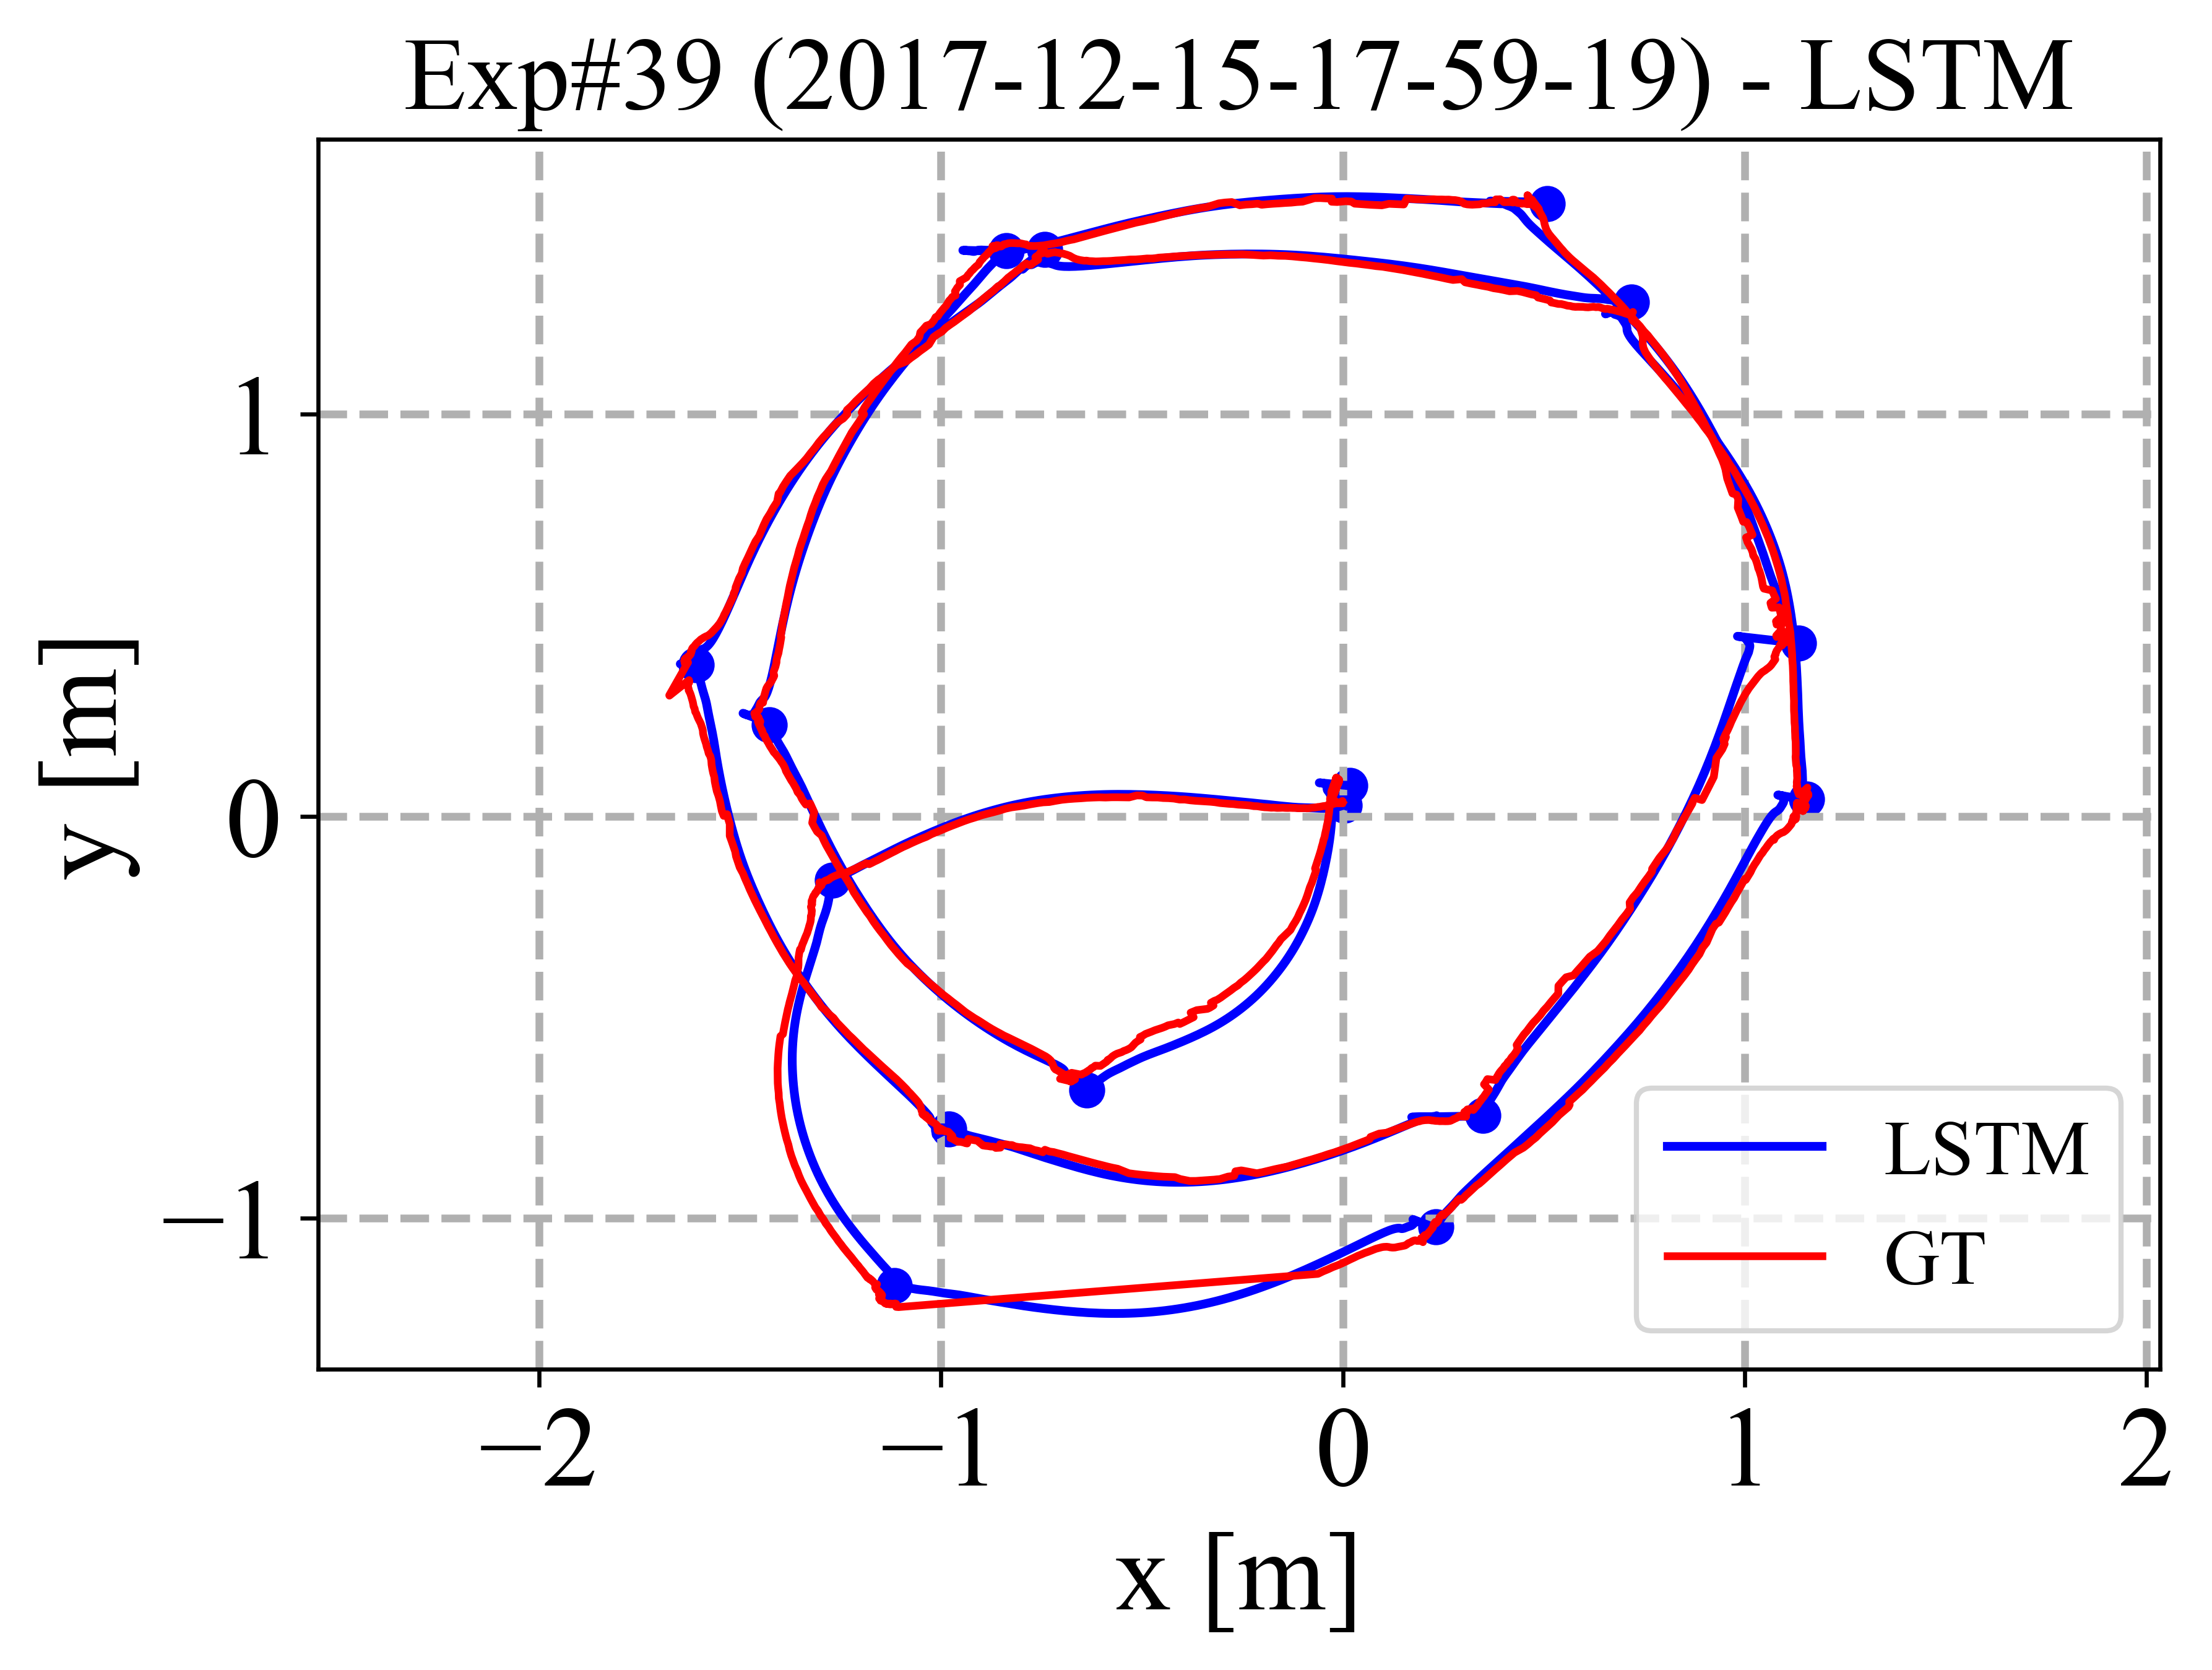 Exp#39 (2017-12-15-17-59-19) - LSTM
y [m]
1
0
−1
LSTM
GT
−2 −1 0 1 2
x [m]